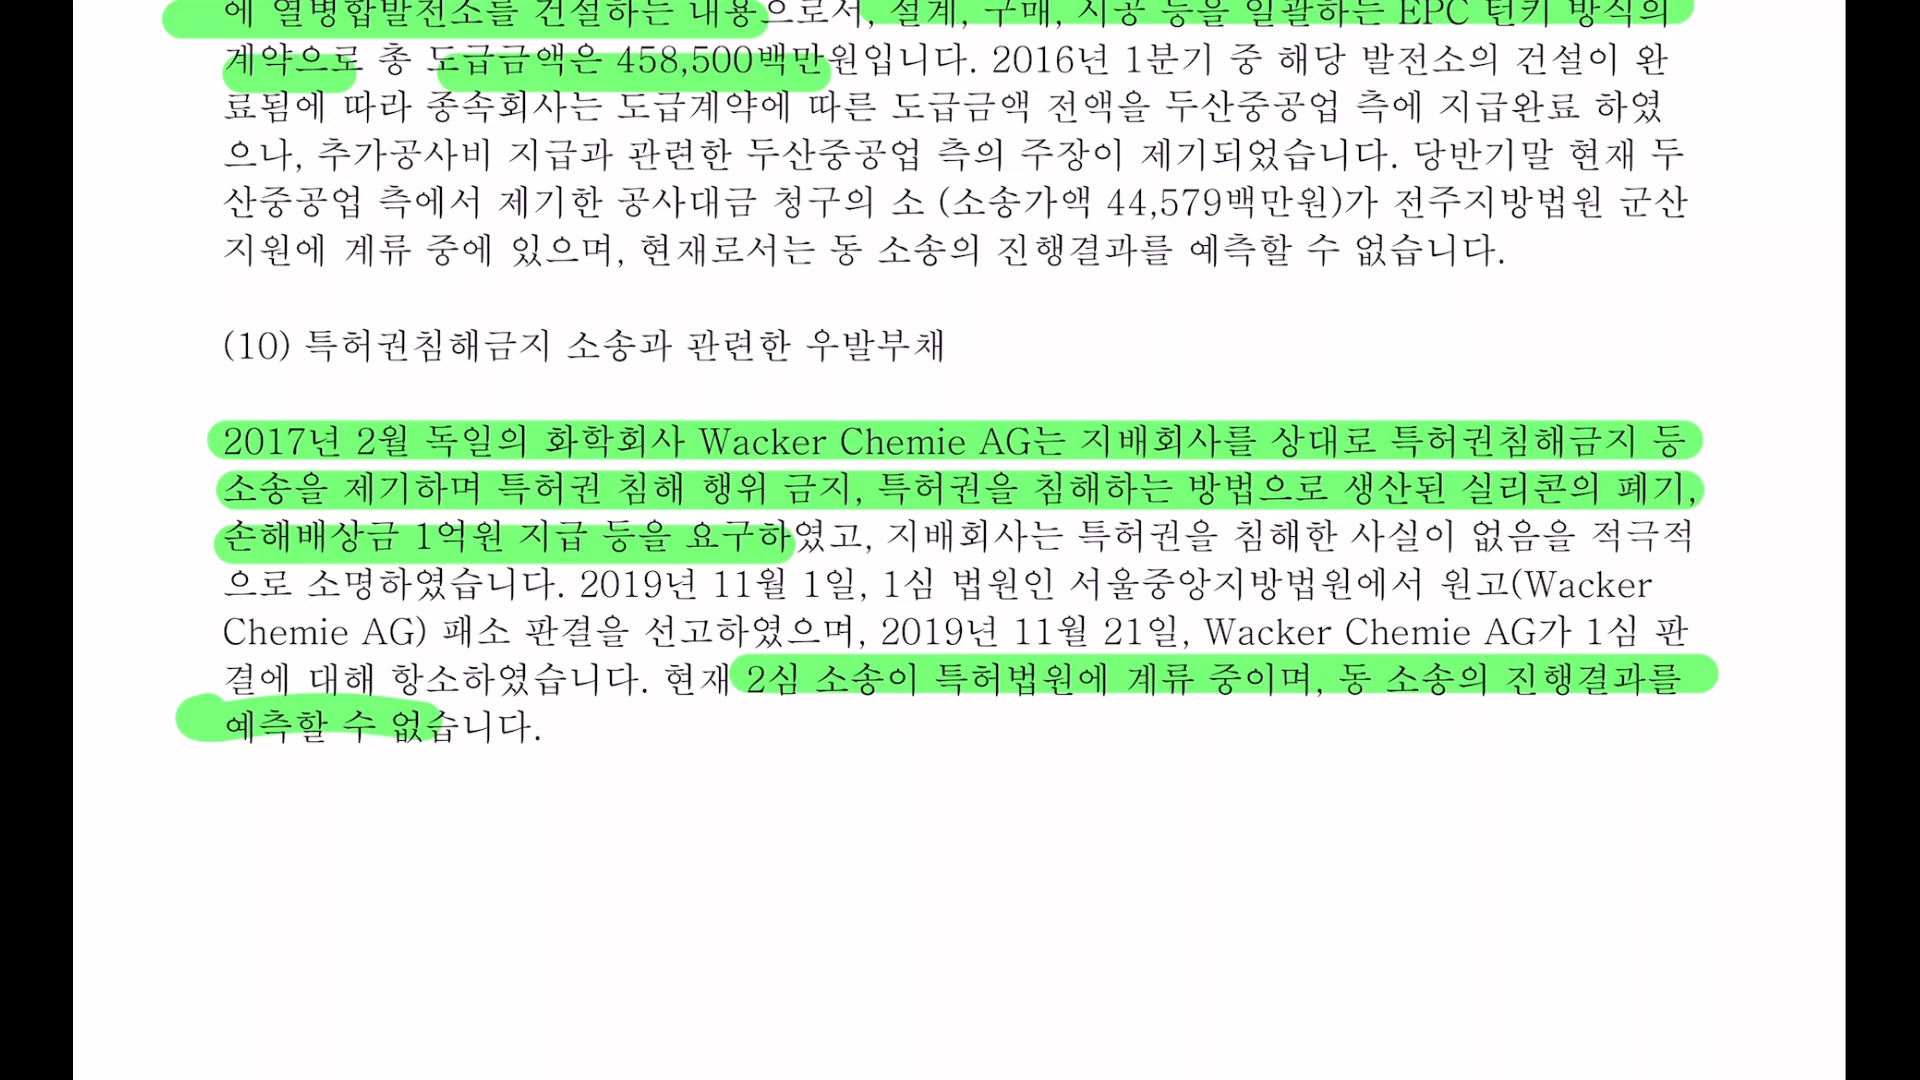 에 열병합발전소를 건설하는 내용으로서, 설계, 구매, 시공 등을 일괄하는 EPC 턴키 방식의
계약으로 총 도급금액은 458,500백만원입니다. 2016년 1분기 중 해당 발전소의 건설이 완
료됨에 따라 종속회사는 도급계약에 따른 도급금액 전액을 두산중공업 측에 지급완료 하였
으나, 추가공사비 지급과 관련한 두산중공업 측의 주장이 제기되었습니다. 당반기말 현재 두
산중공업 측에서 제기한 공사대금 청구의 소 (소송가액 44,579백만원)가 전주지방법원 군산
지원에 계류 중에 있으며, 현재로서는 동 소송의 진행결과를 예측할 수 없습니다.
(10) 특허권침해금지 소송과 관련한 우발부채
2017년 2월 독일의 화학회사 Wacker Chemie AG는 지배회사를 상대로 특허권침해금지 등
소송을 제기하며 특허권 침해 행위 금지, 특허권을 침해하는 방법으로 생산된 실리콘의 폐기,
손해배상금 1억원 지급 등을 요구하였고, 지배회사는 특허권을 침해한 사실이 없음을 적극적
으로 소명하였습니다. 2019년 11월 1일, 1심 법원인 서울중앙지방법원에서 원고(Wacker
Chemie AG) 패소 판결을 선고하였으며, 2019년 11월 21일, Wacker Chemie AG가 1심 판
결에 대해 항소하였습니다. 현재 2심 소송이 특허법원에 계류 중이며, 동 소송의 진행결과를
예측할 수 없습니다.